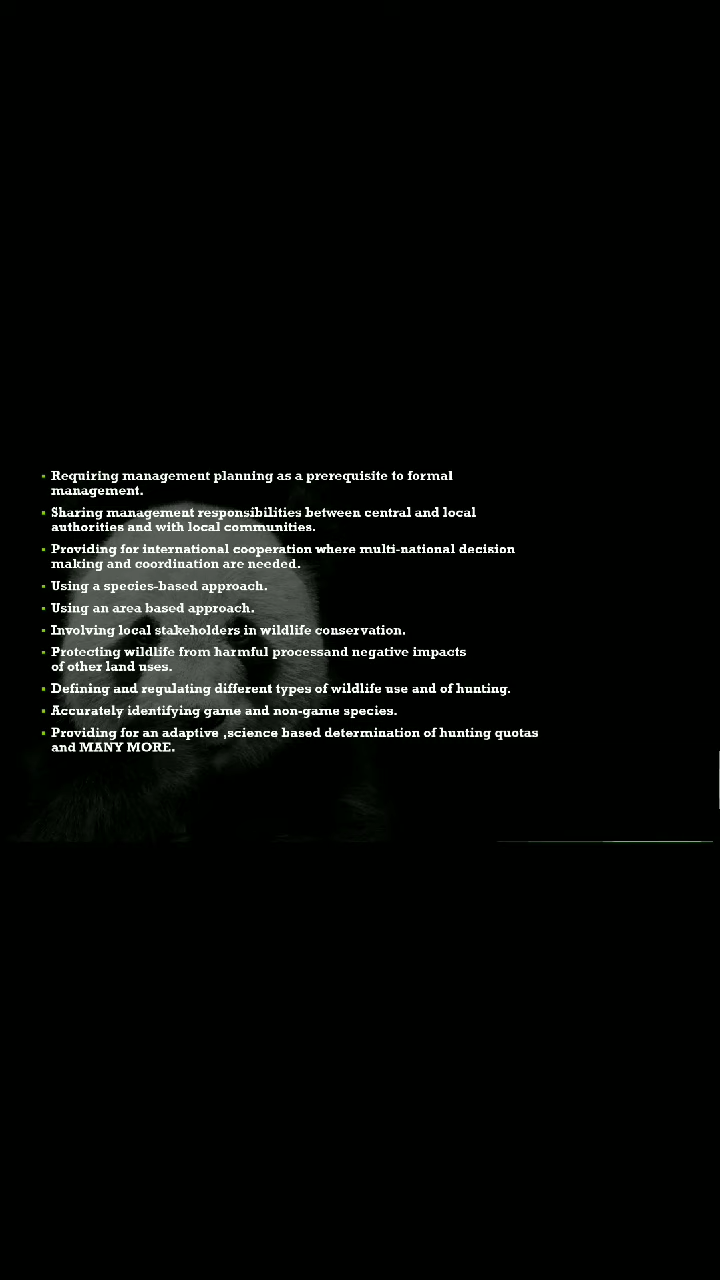 ▪ Requiring management planning as a prerequisite to formal
management.
▪ Sharing management responsibilities between central and local
authorities and with local communities.
▪ Providing for international cooperation where multi-national decision
making and coordination are needed.
▪ Using a species-based approach.
▪ Using an area based approach.
▪ Involving local stakeholders in wildlife conservation.
▪ Protecting wildlife from harmful processand negative impacts
of other land uses.
▪ Defining and regulating different types of wildlife use and of hunting.
▪ Accurately identifying game and non-game species.
▪ Providing for an adaptive ,science based determination of hunting quotas
and MANY MORE.